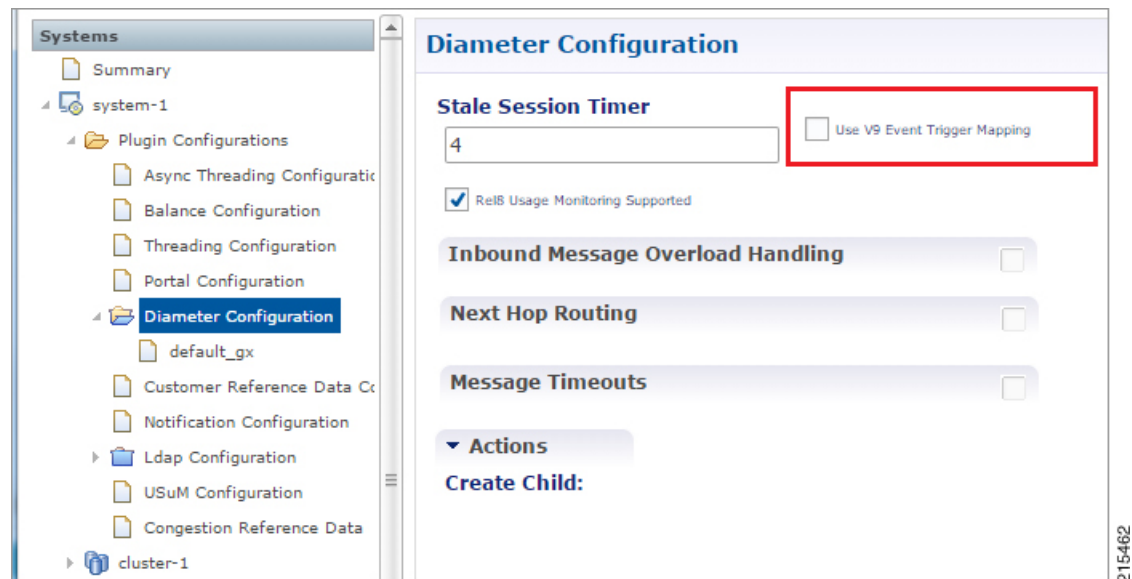 Systems
Summary
system-1
Plugin Configurations
Async Threading Configuratic
Balance Configuration
Threading Configuration
Portal Configuration
Diameter Configuration
default_gx
Customer Reference Data Co
Notification Configuration
Ldap Configuration
USuM Configuration
Congestion Reference Data
cluster-1
Diameter Configuration
Stale Session Timer
4
Use V9 Event Trigger Mapping
Rel8 Usage Monitoring Supported
Inbound Message Overload Handling
Next Hop Routing
Message Timeouts
Actions
Create Child:
215462